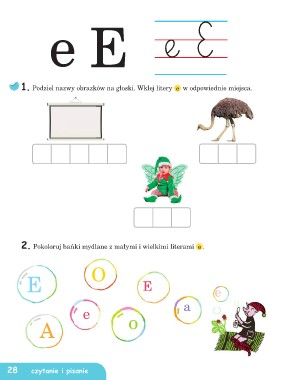 e E e E
1. Podziel nazwy obrazków na głoski. Wklej litery e w odpowiednie miejsca.
2. Pokoloruj bańki mydlane z małymi i wielkimi literami e.
E O E e
A e o a
28 czytanie i pisanie